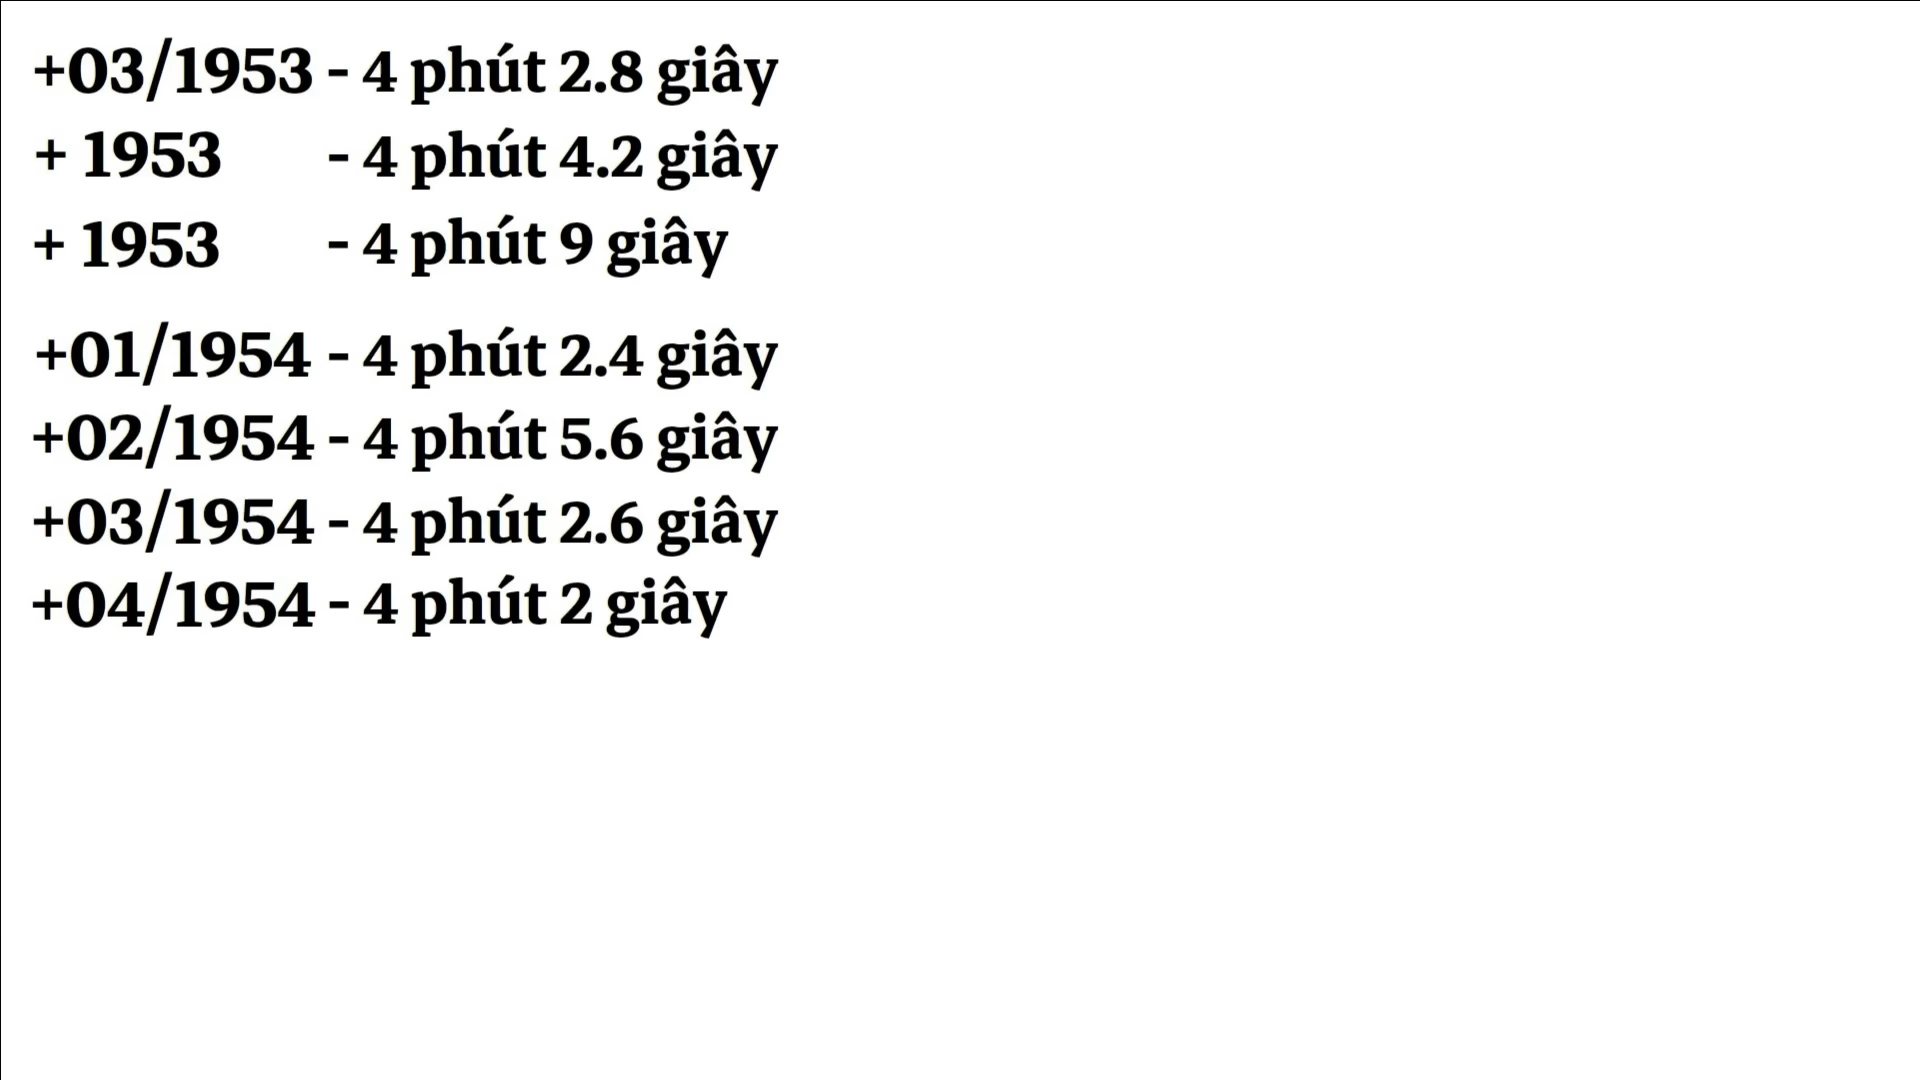 +03/1953 - 4 phút 2.8 giây
+ 1953 - 4 phút 4.2 giây
+ 1953 - 4 phút 9 giây
+01/1954 - 4 phút 2.4 giây
+02/1954 - 4 phút 5.6 giây
+03/1954 - 4 phút 2.6 giây
+04/1954 - 4 phút 2 giây